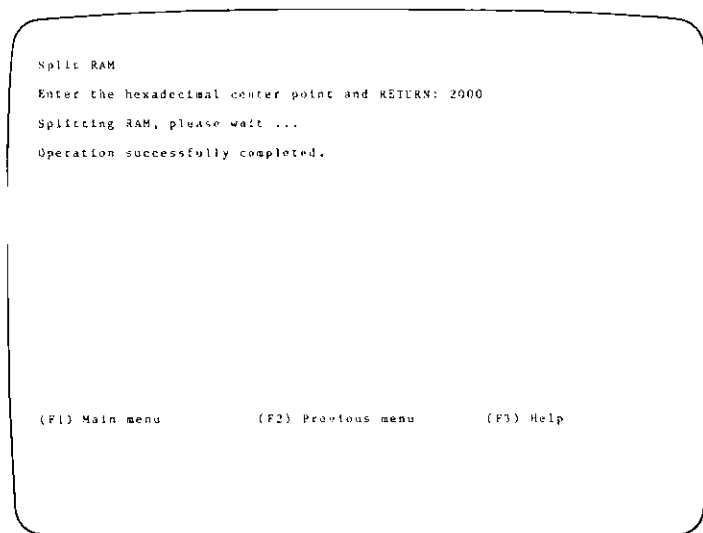 Split RAM
Enter the hexadecimal center point and RETURN: 2000
Splitting RAM, please wait ...
Operation successfully completed.
(F1) Main menu (F2) Previous menu (F3) Help